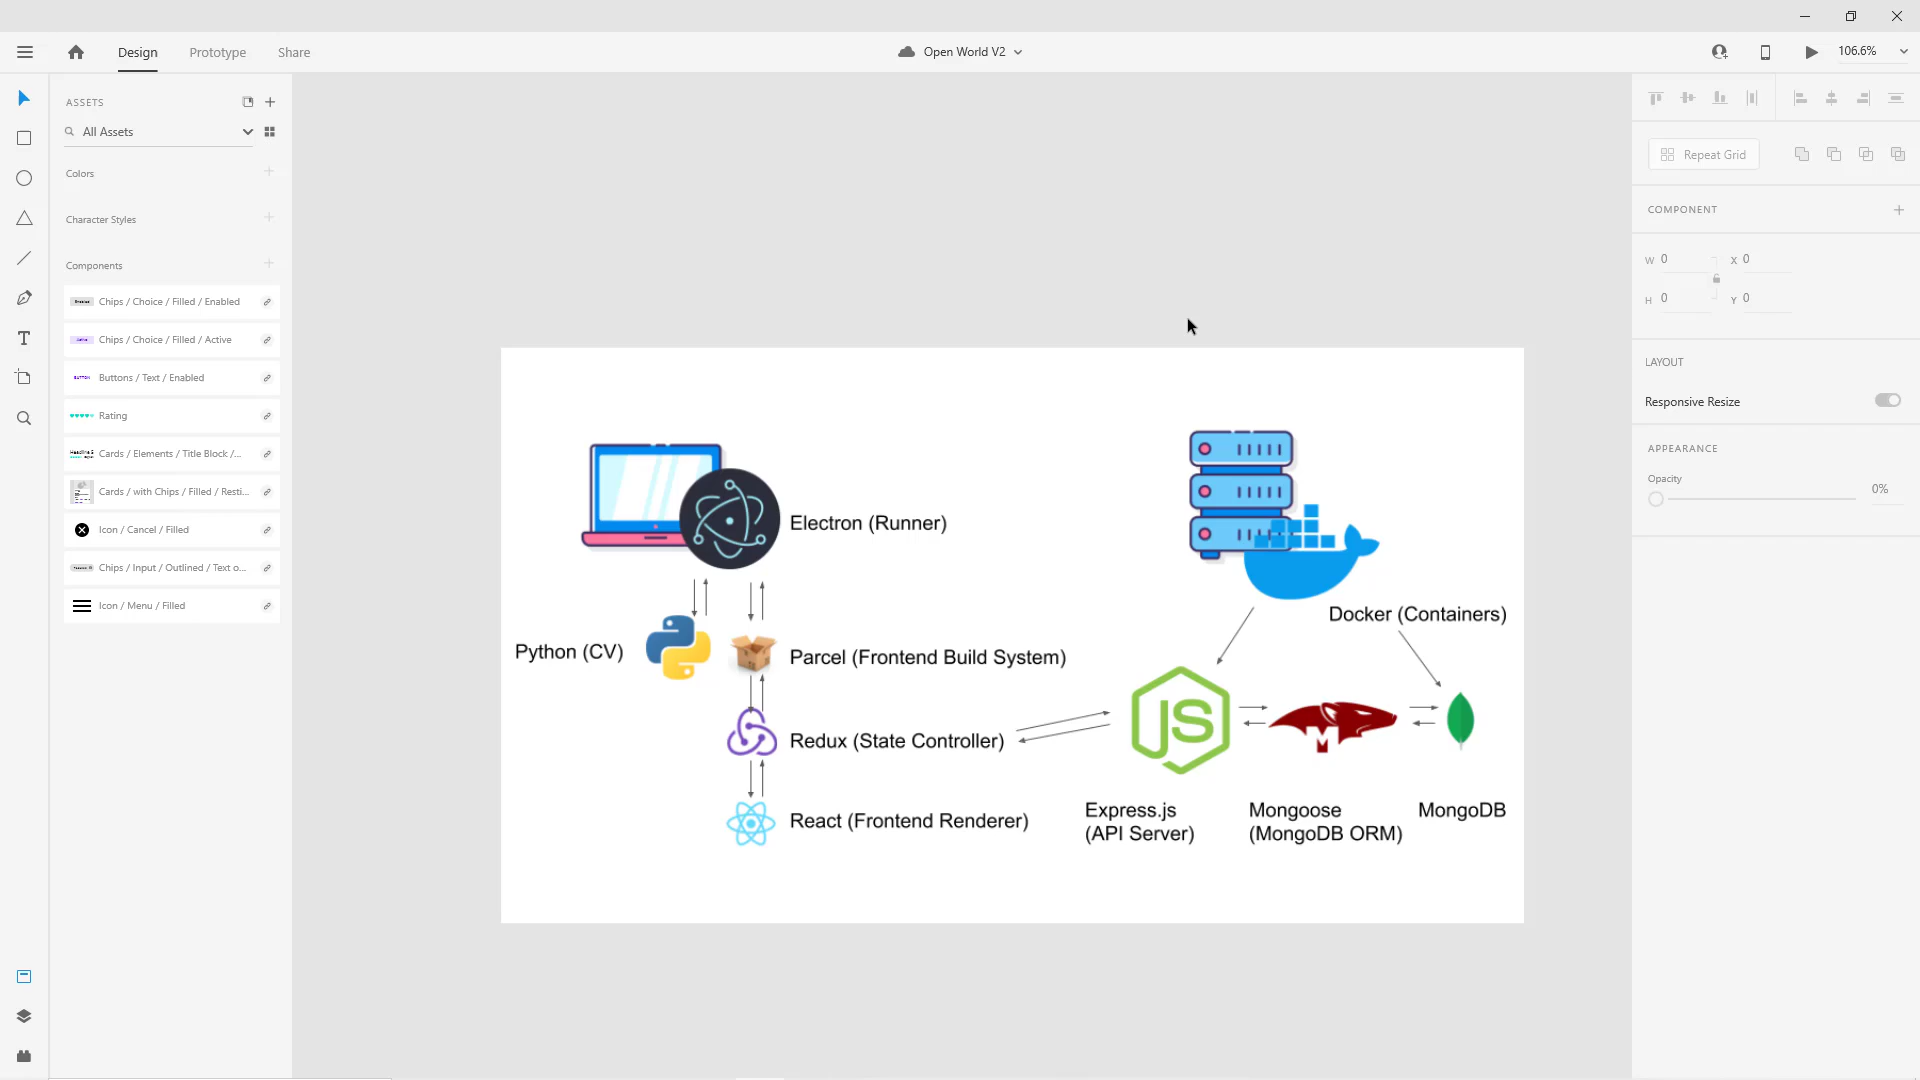 Design
Prototype
Share
Open World V2
106.6%
ASSETS
All Assets
Colors
Character Styles
Components
Chips / Choice / Filled / Enabled
Chips / Choice / Filled / Active
Buttons / Text / Enabled
Rating
Cards / Elements / Title Block /...
Cards / with Chips / Filled / Resti...
Icon / Cancel / Filled
Chips / Input / Outlined / Text o...
Icon / Menu / Filled
Electron (Runner)
Docker (Containers)
Python (CV)
Parcel (Frontend Build System)
JS
M
Redux (State Controller)
React (Frontend Renderer)
Express.js
(API Server)
Mongoose
(MongoDB ORM)
MongoDB
Repeat Grid
COMPONENT
W 0
X 0
H 0
Y 0
LAYOUT
Responsive Resize
APPEARANCE
Opacity
0%